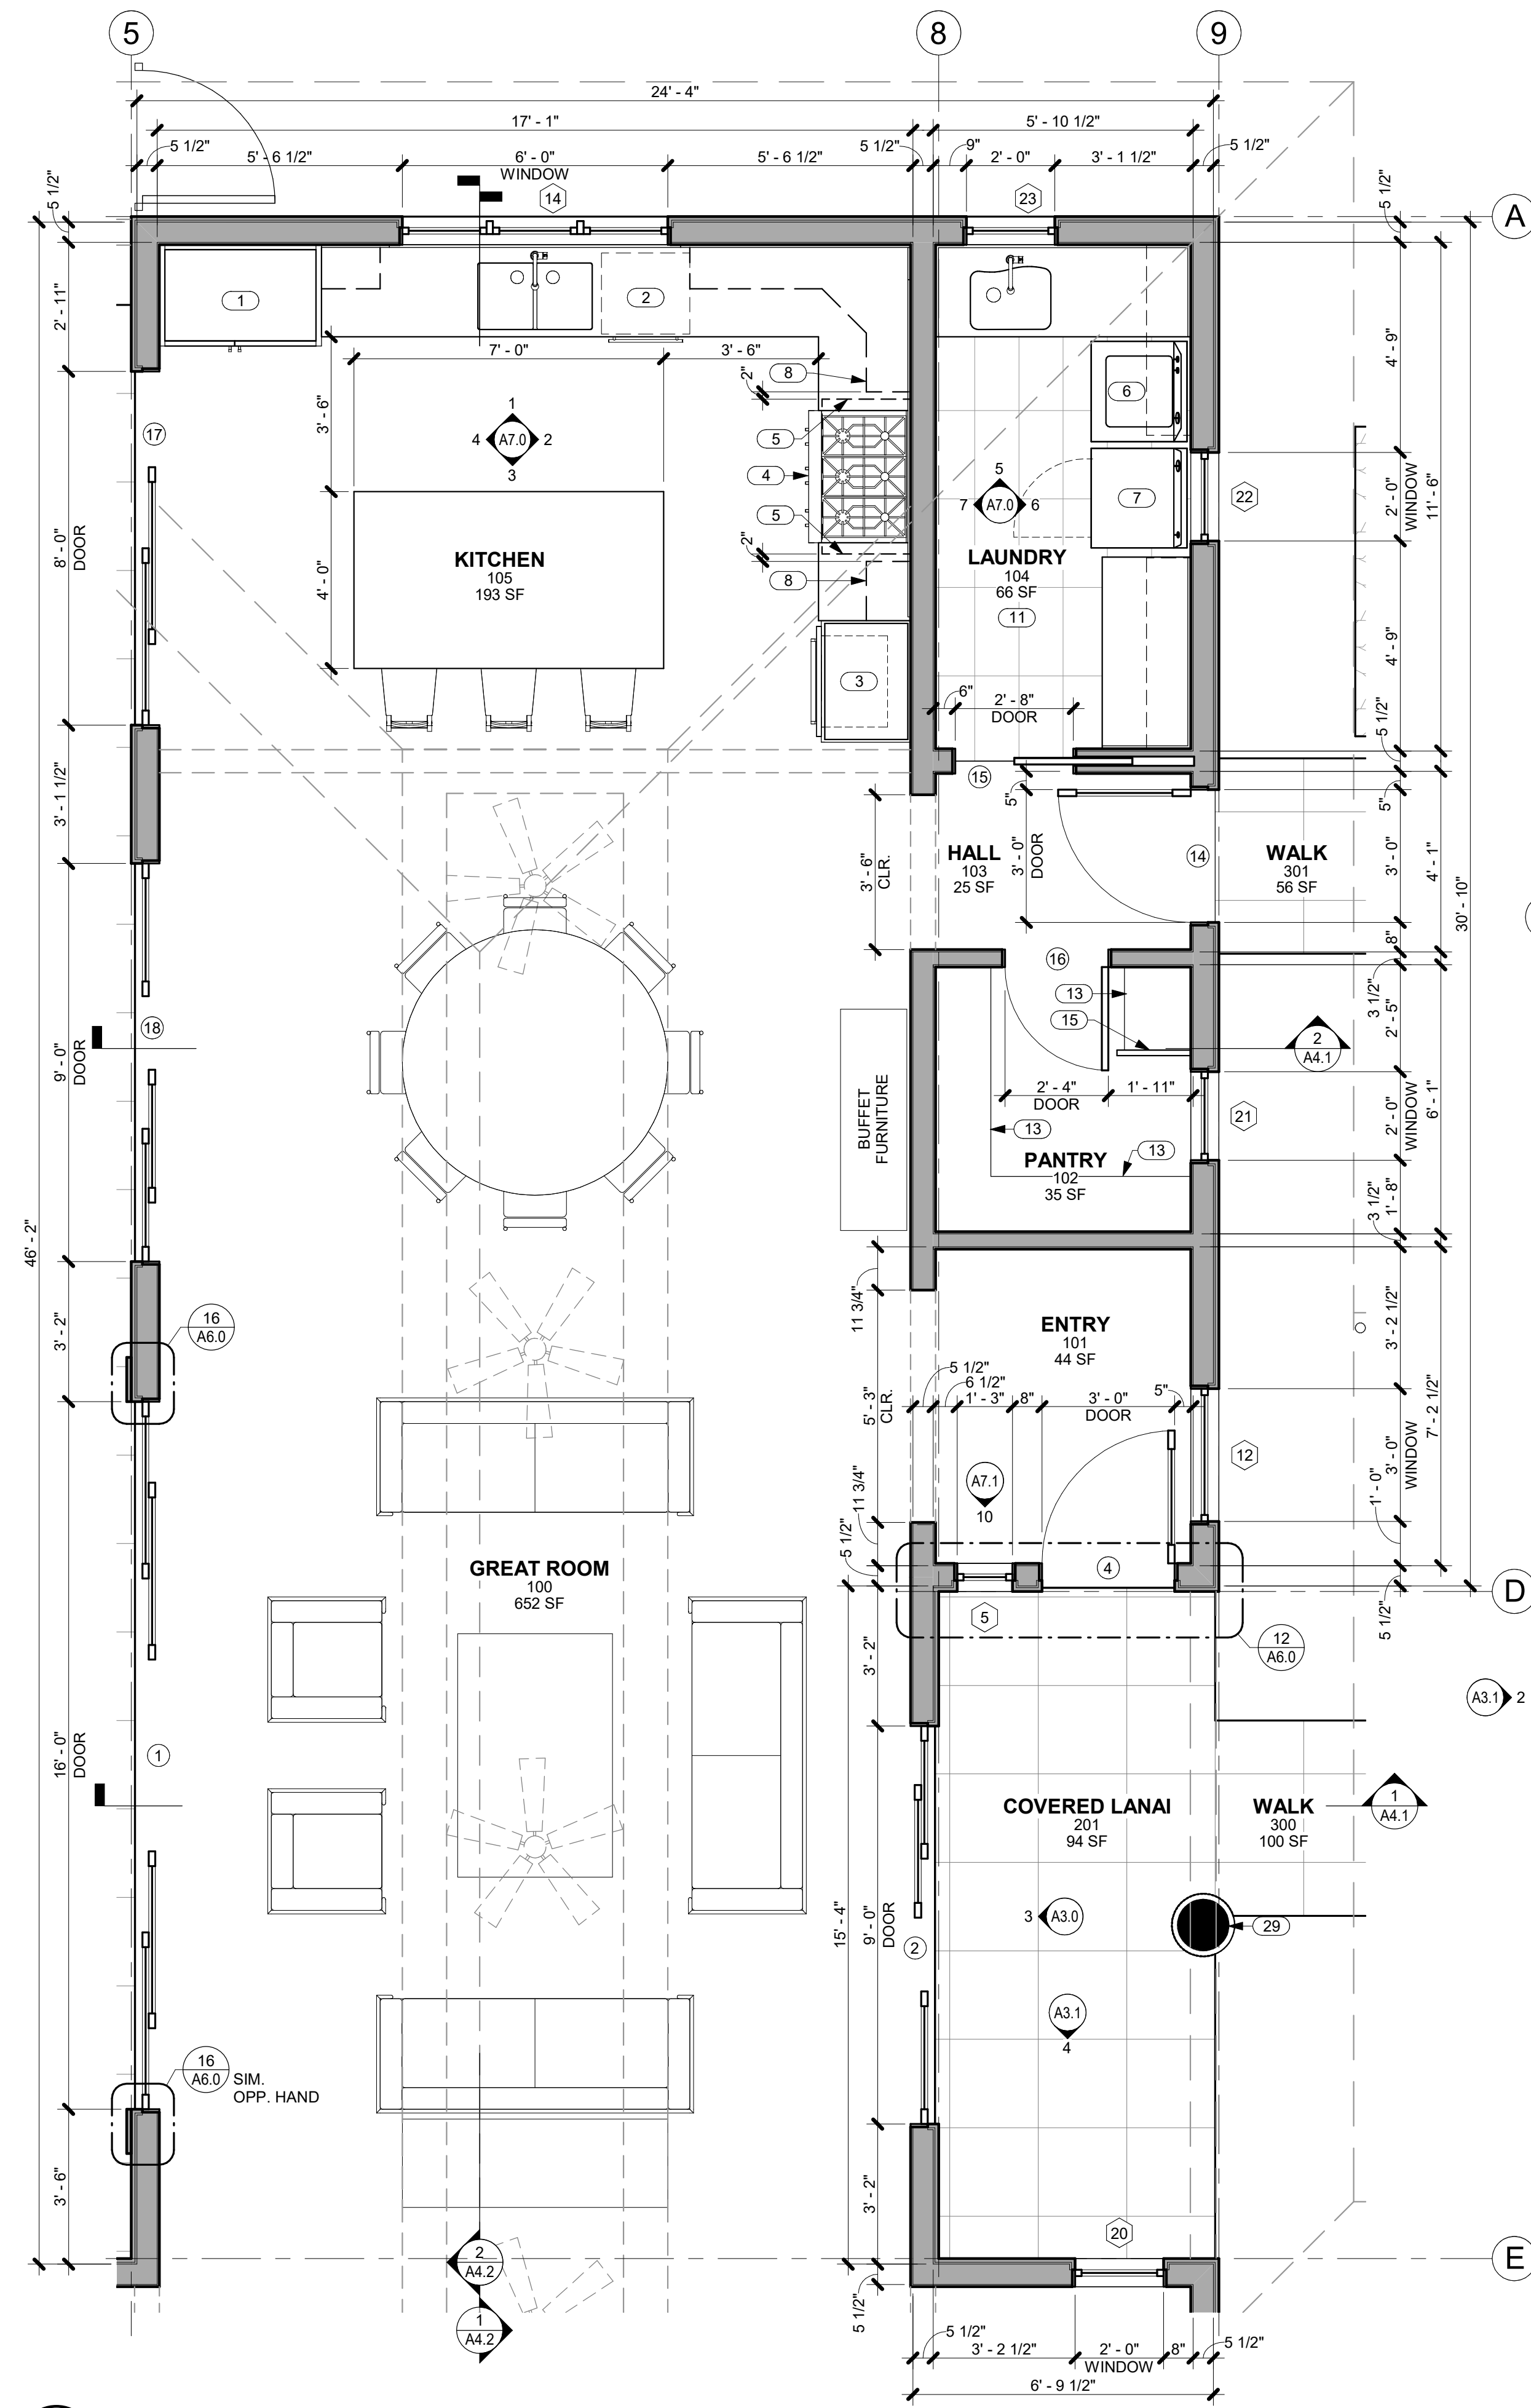 5
8
9
24' - 4"
17' - 1"
5' - 10 1/2"
5 1/2"
5' - 6 1/2"
6' - 0"
WINDOW
5' - 6 1/2"
5 1/2"
9"
2' - 0"
3' - 1 1/2"
5 1/2"
14
23
A
5 1/2"
5 1/2"
2' - 11"
1
2
7' - 0"
3' - 6"
2"
8
3' - 6"
1
4
A7.0
2
3
5
4
5
2"
8
17
8' - 0"
DOOR
KITCHEN
105
193 SF
4' - 0"
3
6
7
5
7
A7.0
6
LAUNDRY
104
66 SF
11
6"
2' - 8"
DOOR
22
4' - 9"
2' - 0"
WINDOW
11' - 6"
4' - 9"
5 1/2"
3' - 1 1/2"
15
5"
3' - 6"
CLR.
HALL
103
25 SF
3' - 0"
DOOR
14
WALK
301
56 SF
5"
3' - 0"
4' - 1"
30' - 10"
8"
16
13
15
3 1/2"
2' - 5"
2
A4.1
18
9' - 0"
DOOR
BUFFET
FURNITURE
2' - 4"
DOOR
1' - 11"
13
13
PANTRY
102
35 SF
21
2' - 0"
WINDOW
6' - 1"
3 1/2"
1' - 8"
46' - 2"
3' - 2"
16
A6.0
11 3/4"
ENTRY
101
44 SF
3' - 2 1/2"
5' - 3"
CLR.
5 1/2"
6 1/2"
1' - 3"
8"
3' - 0"
DOOR
5"
7' - 2 1/2"
12
3' - 0"
WINDOW
1' - 0"
A7.1
10
11 3/4"
5 1/2"
GREAT ROOM
100
652 SF
4
5
D
5 1/2"
12
A6.0
3' - 2"
A3.1
2
1
16' - 0"
DOOR
COVERED LANAI
201
94 SF
WALK
300
100 SF
1
A4.1
15' - 4"
9' - 0"
DOOR
2
3
A3.0
29
A3.1
4
16
A6.0
SIM.
OPP. HAND
3' - 6"
3' - 2"
20
E
2
A4.2
1
A4.2
5 1/2"
5 1/2"
3' - 2 1/2"
2' - 0"
WINDOW
8"
5 1/2"
6' - 9 1/2"